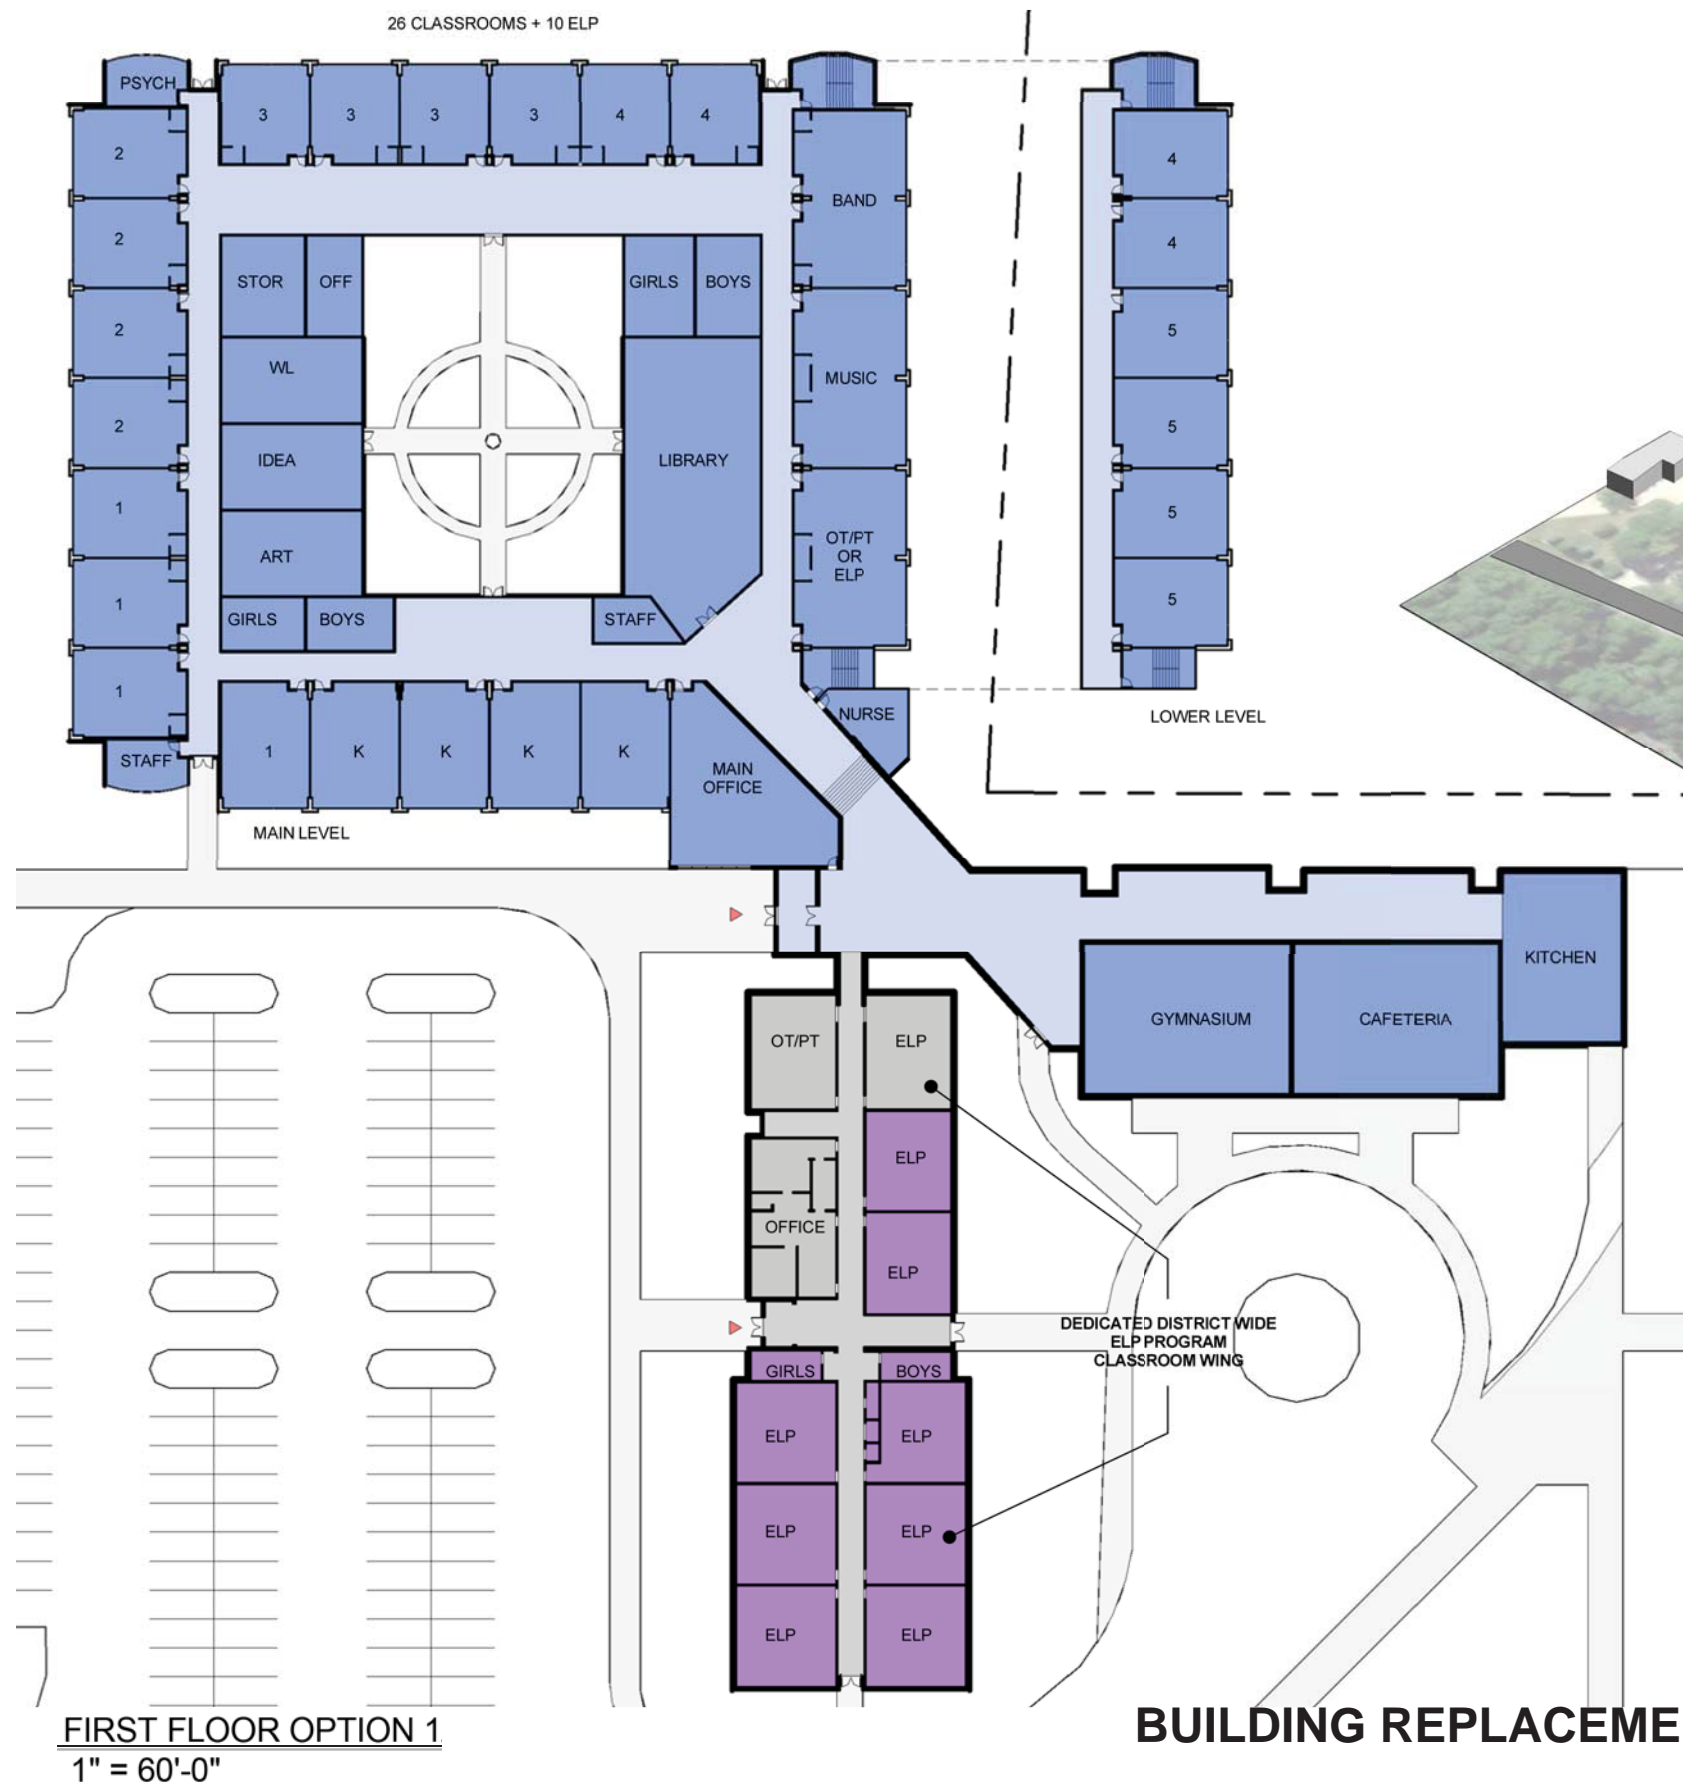 26 CLASSROOMS + 10 ELP
PSYCH
3
3
3
3
4
4
2
2
2
2
1
1
1
STAFF
STOR
OFF
WL
IDEA
ART
GIRLS
BOYS
GIRLS
BOYS
LIBRARY
STAFF
BAND
MUSIC
OT/PT
OR
ELP
NURSE
1
K
K
K
K
MAIN
OFFICE
MAIN LEVEL
4
4
5
5
5
5
LOWER LEVEL
KITCHEN
GYMNASIUM
CAFETERIA
OT/PT
ELP
ELP
OFFICE
ELP
DEDICATED DISTRICT WIDE
ELP PROGRAM
CLASSROOM WING
GIRLS
BOYS
ELP
ELP
ELP
ELP
ELP
ELP
FIRST FLOOR OPTION 1.
1" = 60'-0"
BUILDING REPLACEME